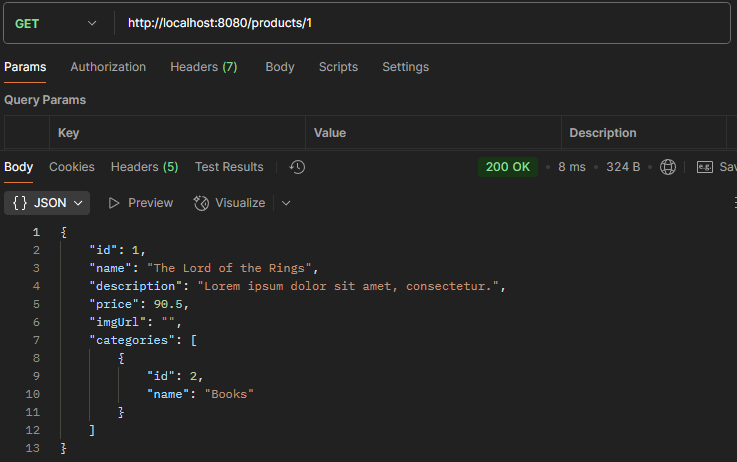 GET http://localhost:8080/products/1
Params Authorization Headers (7) Body Scripts Settings
Query Params
Key Value Description
Body Cookies Headers (5) Test Results 200 OK • 8 ms • 324 B e.g. Sav
{} JSON Preview Visualize
1 {
2 "id": 1,
3 "name": "The Lord of the Rings",
4 "description": "Lorem ipsum dolor sit amet, consectetur.",
5 "price": 90.5,
6 "imgUrl": "",
7 "categories": [
8 {
9 "id": 2,
10 "name": "Books"
11 }
12 ]
13 }